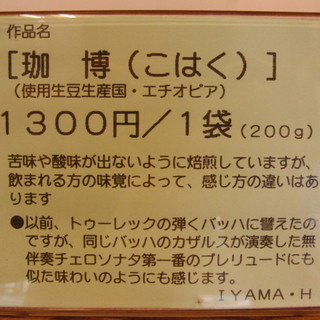 作品名
[珈 博（こはく）]
（使用生豆生産国・エチオピア）
１３００円／１袋（200g）
苦味や酸味が出ないように焙煎していますが、
飲まれる方の味覚によって、感じ方の違いはあ
ります
●以前、トゥーレックの弾くバッハに譬えたの
ですが、同じバッハのカザルスが演奏した無
伴奏チェロソナタ第一番のプレリュードにも
似た味わいのようにも感じます。
ＩＹＡＭＡ・Ｈ